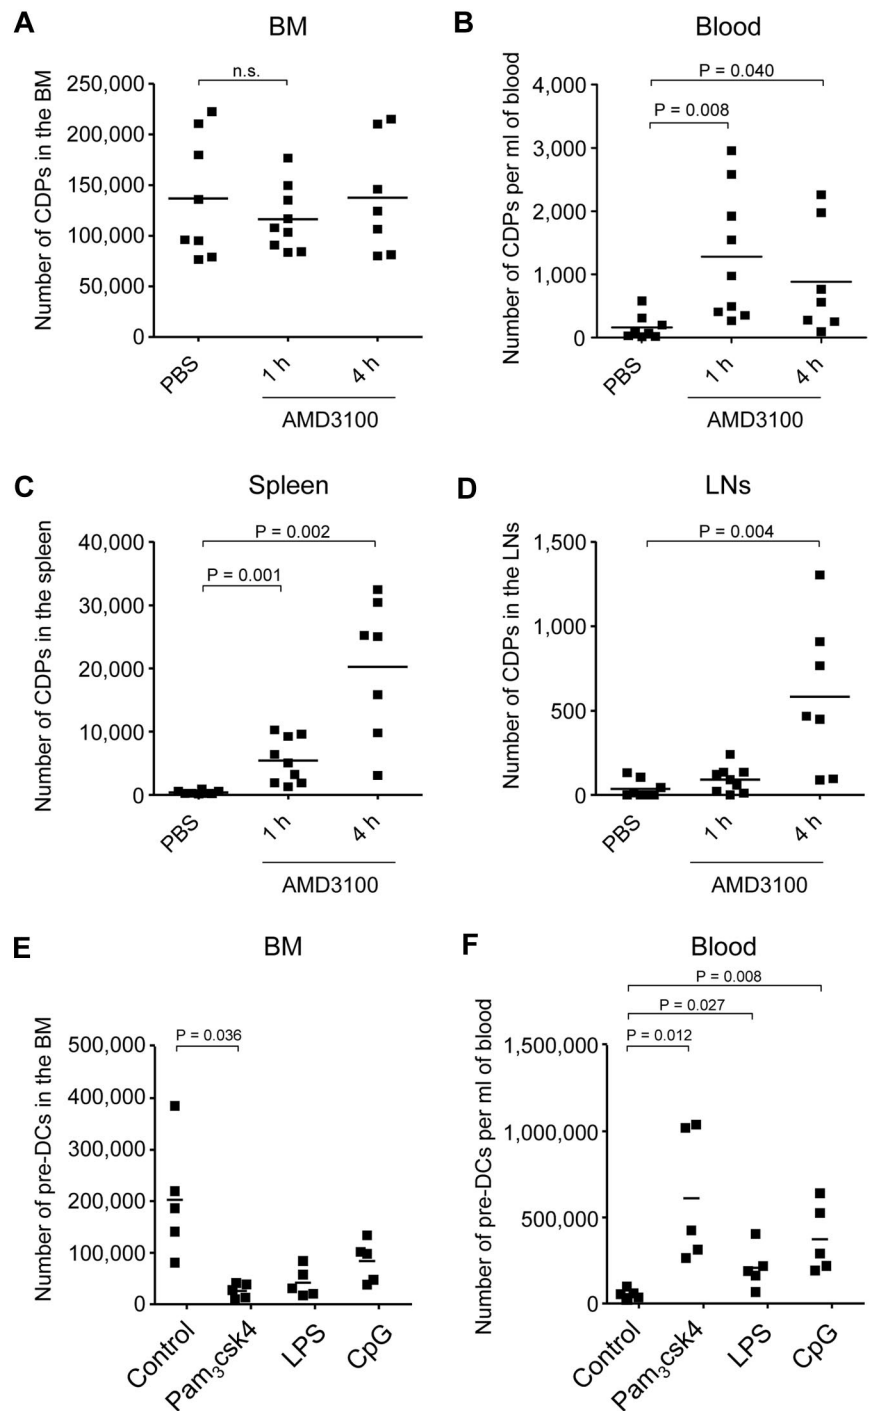 A
BM
Number of CDPs in the BM
250,000
200,000
150,000
100,000
50,000
0
n.s.
PBS
1 h
4 h
AMD3100
B
Blood
Number of CDPs per ml of blood
4,000
3,000
2,000
1,000
0
P = 0.040
P = 0.008
PBS
1 h
4 h
AMD3100
C
Spleen
Number of CDPs in the spleen
40,000
30,000
20,000
10,000
0
P = 0.002
P = 0.001
PBS
1 h
4 h
AMD3100
D
LNs
Number of CDPs in the LNs
1,500
1,000
500
0
P = 0.004
PBS
1 h
4 h
AMD3100
E
BM
Number of pre-DCs in the BM
500,000
400,000
300,000
200,000
100,000
0
P = 0.036
Control
Pam₃csk4
LPS
CpG
F
Blood
Number of pre-DCs per ml of blood
1,500,000
1,000,000
500,000
0
P = 0.008
P = 0.027
P = 0.012
Control
Pam₃csk4
LPS
CpG